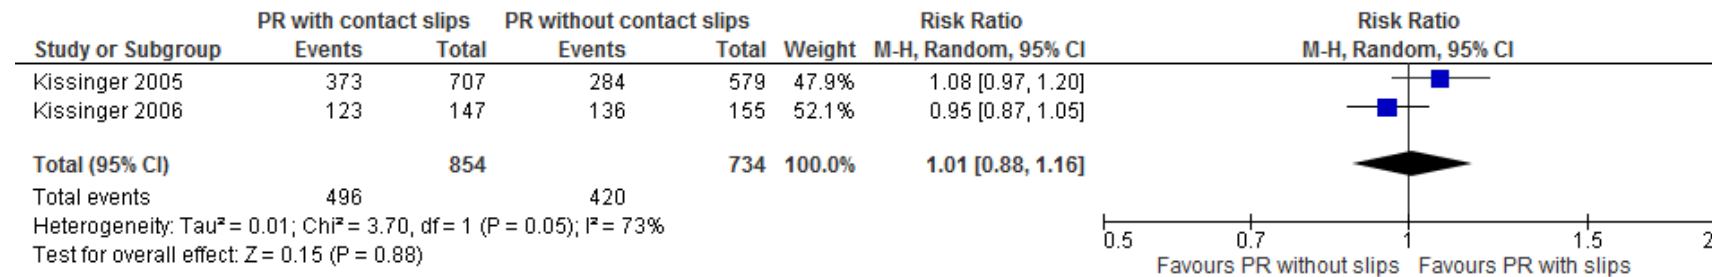 PR with contact slips PR without contact slips Risk Ratio Risk Ratio
Study or Subgroup Events Total Events Total Weight M-H, Random, 95% CI M-H, Random, 95% CI
Kissinger 2005 373 707 284 579 47.9% 1.08 [0.97, 1.20]
Kissinger 2006 123 147 136 155 52.1% 0.95 [0.87, 1.05]
Total (95% CI) 854 734 100.0% 1.01 [0.88, 1.16]
Total events 496 420
Heterogeneity: Tau² = 0.01; Chi² = 3.70, df = 1 (P = 0.05); I² = 73%
Test for overall effect: Z = 0.15 (P = 0.88)
0.5 0.7 1 1.5 2
Favours PR without slips Favours PR with slips